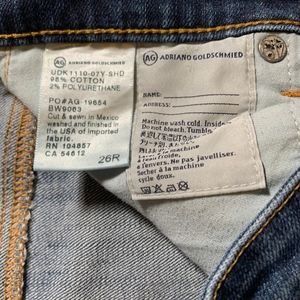 AG ADRIANO GOLDSCHMIED
UDK1110-07Y-SHD
98% COTTON
2% POLYURETHANE
PO#AG-19654
BW9063
Cut & sewn in Mexico
washed and finished in
the USA of imported
fabric.
RN 104857
CA 54612
26R
AG ADRIANO GOLDSCHMIED
NAME:
ADDRESS:
Machine wash cold. Inside
Do not bleach. Tumble
machine
l'eau froide,
a l'envers. Ne pas javelliser.
Secher a la machine
cycle doux.